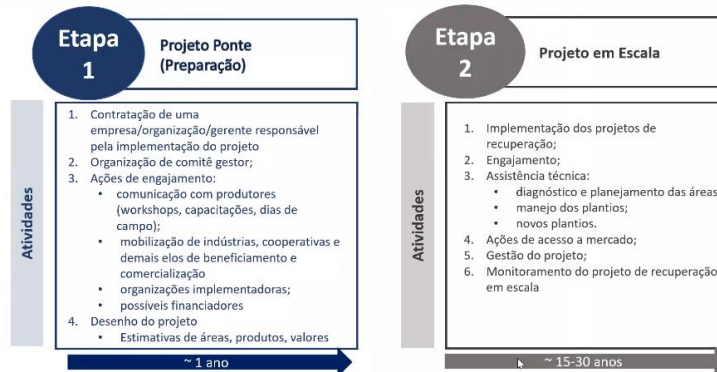 Etapa
1
Projeto Ponte
(Preparação)
Atividades
1. Contratação de uma
empresa/organização/gerente responsável
pela implementação do projeto
2. Organização de comitê gestor;
3. Ações de engajamento:
• comunicação com produtores
(workshops, capacitações, dias de
campo);
• mobilização de indústrias, cooperativas e
demais elos de beneficiamento e
comercialização
• organizações implementadoras;
• possíveis financiadores
4. Desenho do projeto
• Estimativas de áreas, produtos, valores
~ 1 ano
Etapa
2
Projeto em Escala
Atividades
1. Implementação dos projetos de
recuperação;
2. Engajamento;
3. Assistência técnica:
• diagnóstico e planejamento das áreas
• manejo dos plantios;
• novos plantios.
4. Ações de acesso a mercado;
5. Gestão do projeto;
6. Monitoramento do projeto de recuperação
em escala
~ 15-30 anos